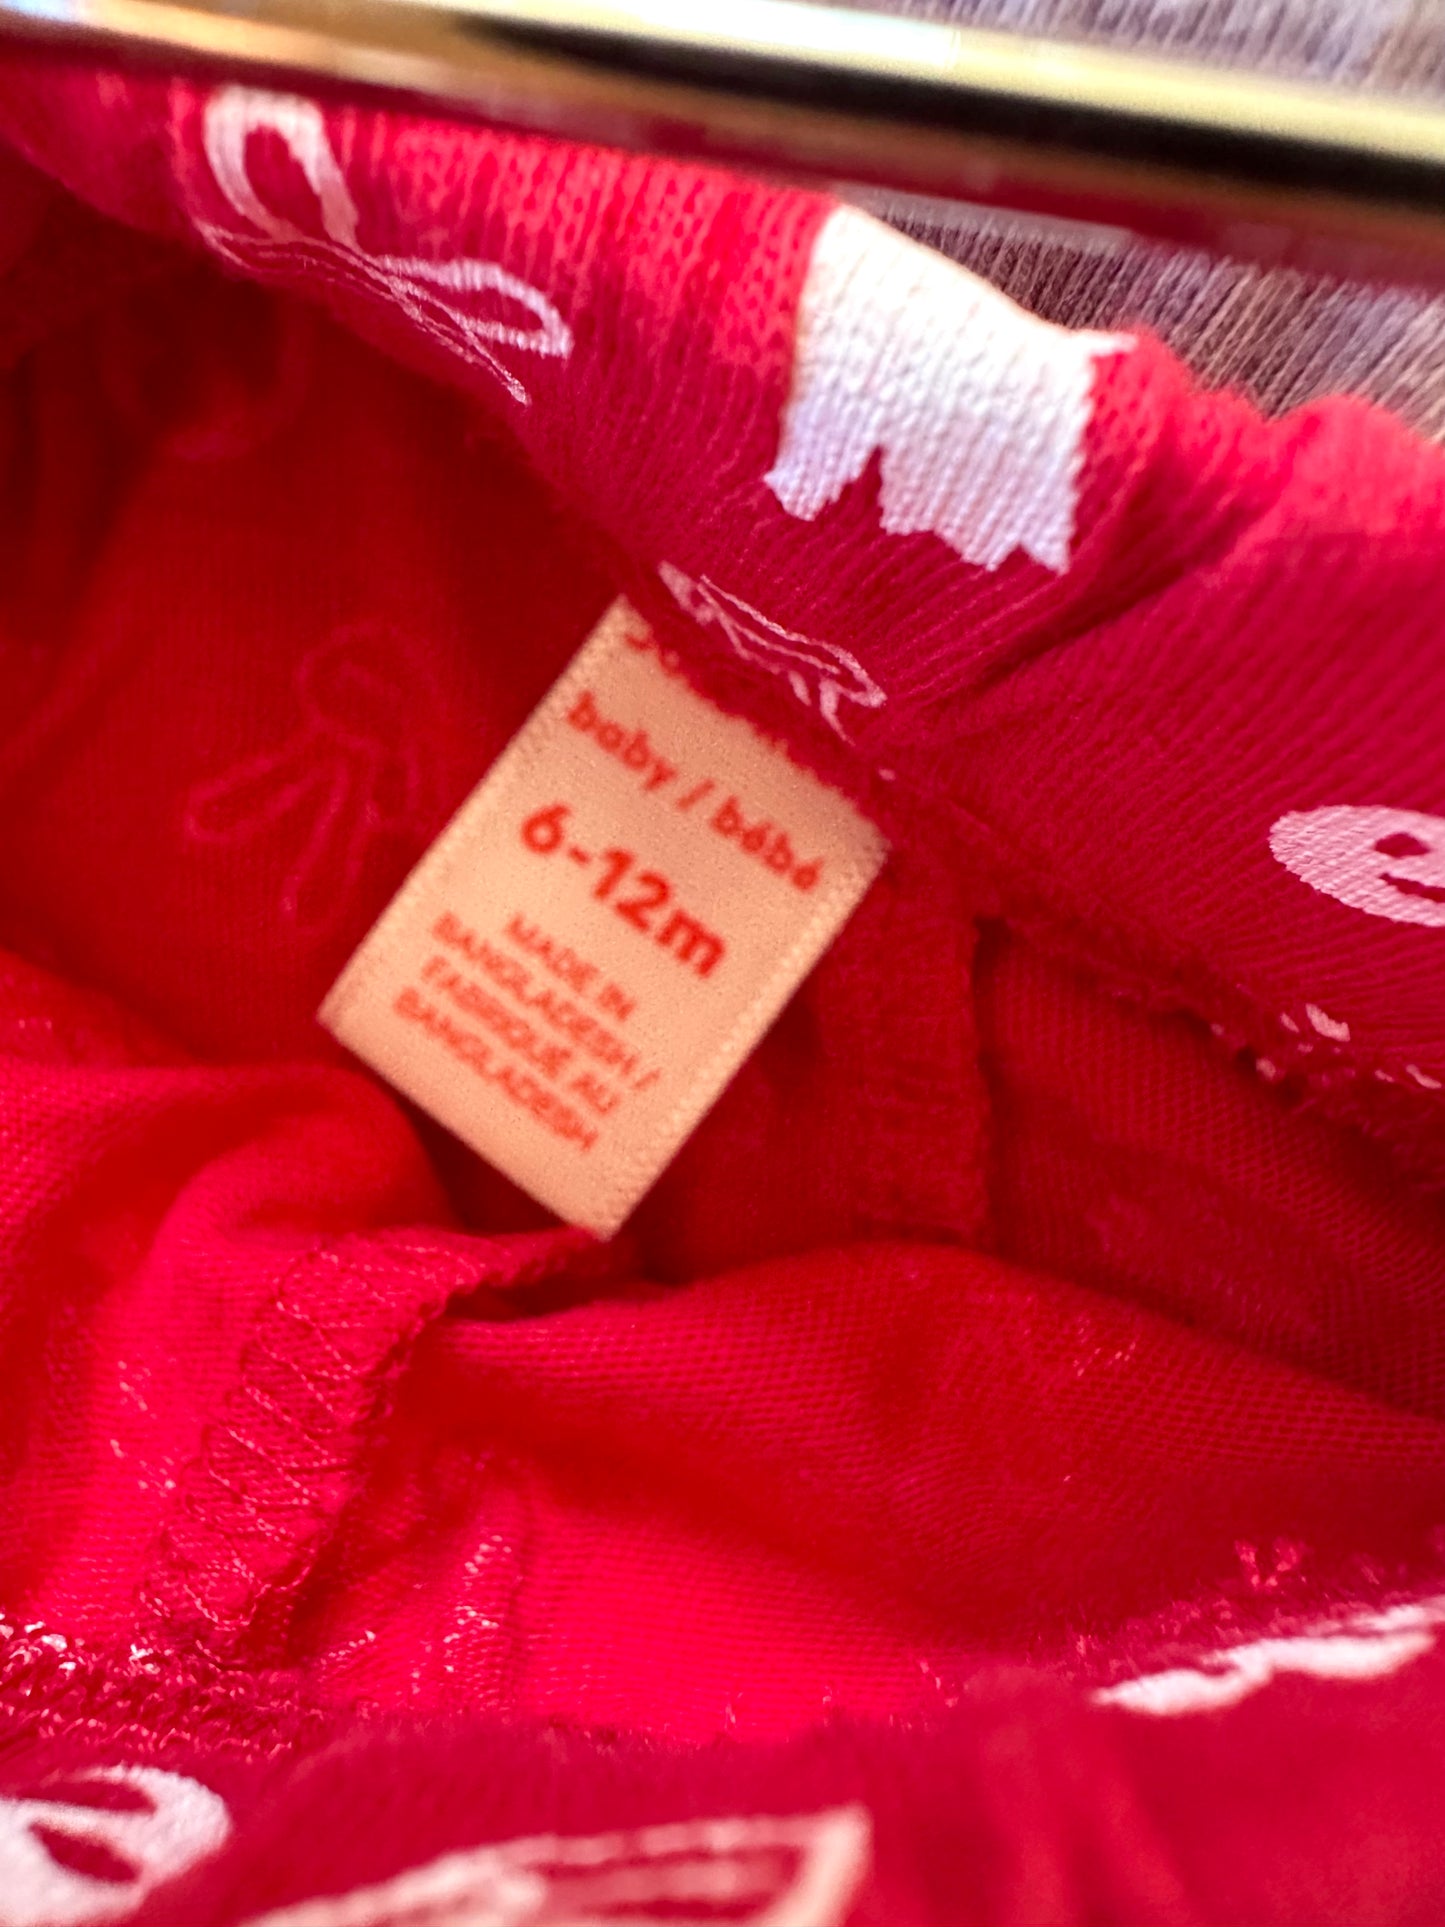 baby / bébé
6-12m
MADE IN
BANGLADESH /
FABRIQUÉ AU
BANGLADESH